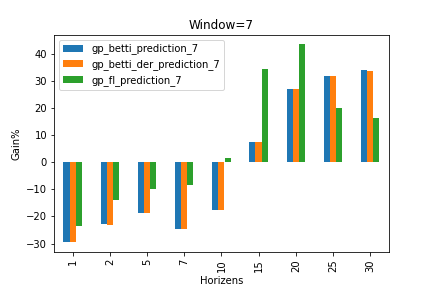 Window=7
gp_betti_prediction_7
gp_betti_der_prediction_7
gp_fl_prediction_7
Gain%
40
30
20
10
0
−10
−20
−30
1 2 5 7 10 15 20 25 30
Horizens